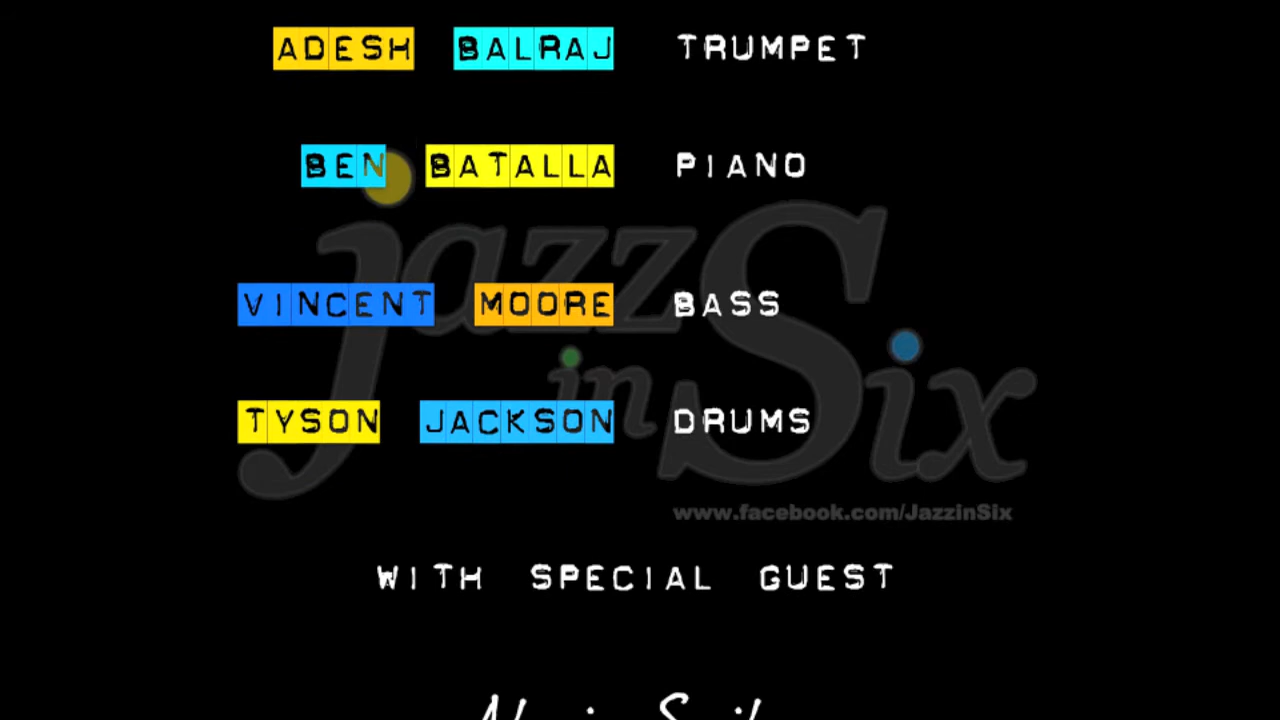 ADESH BALRAJ TRUMPET
BEN BATALLA PIANO
jazz
VINCENT MOORE BASS
in Six
TYSON JACKSON DRUMS
www.facebook.com/JazzinSix
WITH SPECIAL GUEST